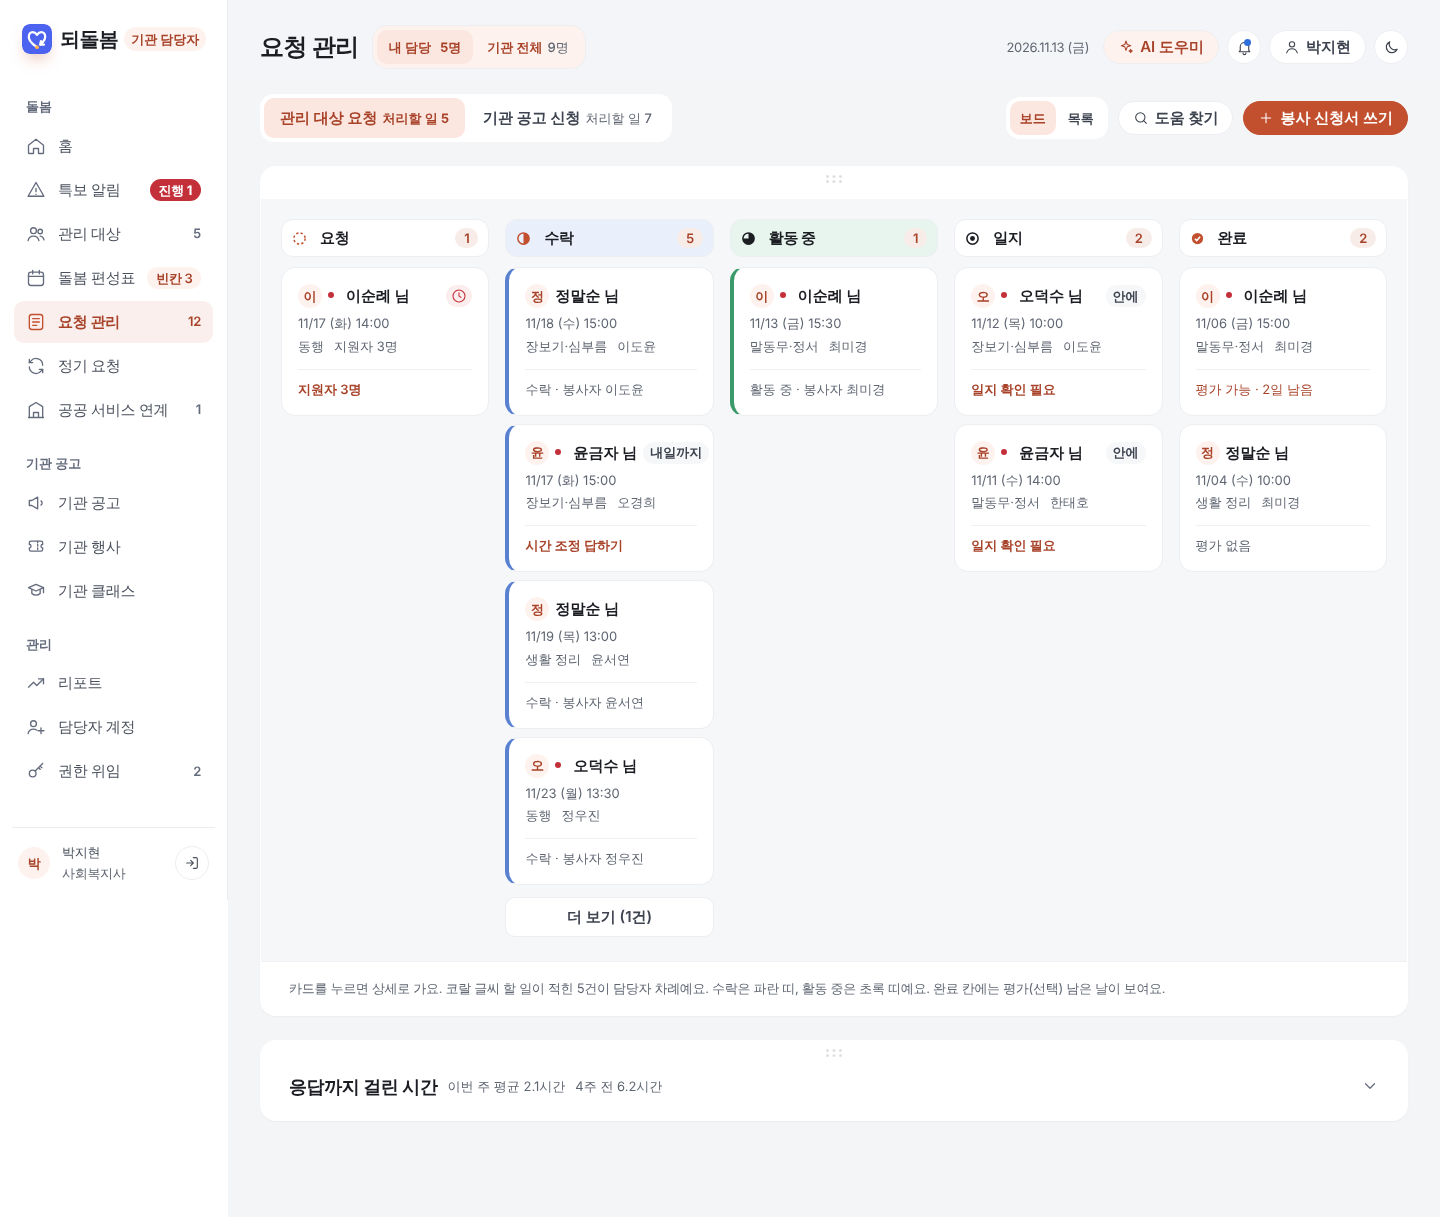 되돌봄 기관 담당자
돌봄
홈
특보 알림 진행 1
관리 대상 5
돌봄 편성표 빈칸 3
요청 관리 12
정기 요청
공공 서비스 연계 1
기관 공고
기관 공고
기관 행사
기관 클래스
관리
리포트
담당자 계정
권한 위임 2
박 박지현
사회복지사
요청 관리 내 담당 5명 기관 전체 9명
2026.11.13 (금) AI 도우미 박지현
관리 대상 요청 처리할 일 5 기관 공고 신청 처리할 일 7
보드 목록 도움 찾기 + 봉사 신청서 쓰기
요청 1
이 이순례 님
11/17 (화) 14:00
동행 지원자 3명
지원자 3명
수락 5
정 정말순 님
11/18 (수) 15:00
장보기·심부름 이도윤
수락 · 봉사자 이도윤
윤 윤금자 님 내일까지
11/17 (화) 15:00
장보기·심부름 오경희
시간 조정 답하기
정 정말순 님
11/19 (목) 13:00
생활 정리 윤서연
수락 · 봉사자 윤서연
오 오덕수 님
11/23 (월) 13:30
동행 정우진
수락 · 봉사자 정우진
더 보기 (1건)
활동 중 1
이 이순례 님
11/13 (금) 15:30
말동무·정서 최미경
활동 중 · 봉사자 최미경
일지 2
오 오덕수 님 안에
11/12 (목) 10:00
장보기·심부름 이도윤
일지 확인 필요
윤 윤금자 님 안에
11/11 (수) 14:00
말동무·정서 한태호
일지 확인 필요
완료 2
이 이순례 님
11/06 (금) 15:00
말동무·정서 최미경
평가 가능 · 2일 남음
정 정말순 님
11/04 (수) 10:00
생활 정리 최미경
평가 없음
카드를 누르면 상세로 가요. 코랄 글씨 할 일이 적힌 5건이 담당자 차례예요. 수락은 파란 띠, 활동 중은 초록 띠예요. 완료 칸에는 평가(선택) 남은 날이 보여요.
응답까지 걸린 시간 이번 주 평균 2.1시간 4주 전 6.2시간